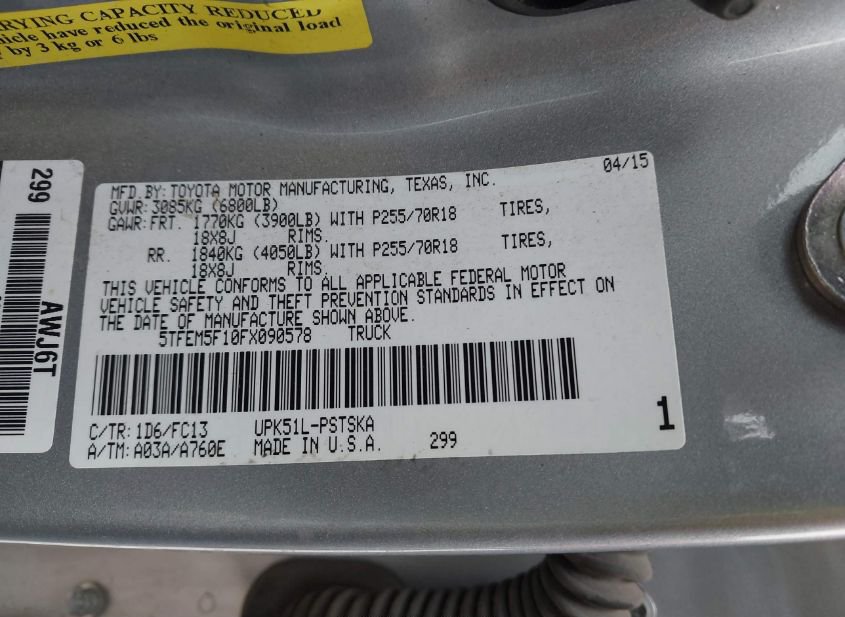 RYING CAPACITY REDUCED
hicle have reduced the original load
by 3 kg or 6 lbs
299
AWJ6T
04/15
MFD. BY: TOYOTA MOTOR MANUFACTURING, TEXAS, INC.
GVWR: 3085KG (6800LB)
GAWR: FRT. 1770KG (3900LB) WITH P255/70R18 TIRES,
18X8J RIMS.
RR. 1840KG (4050LB) WITH P255/70R18 TIRES,
18X8J RIMS.
THIS VEHICLE CONFORMS TO ALL APPLICABLE FEDERAL MOTOR
VEHICLE SAFETY AND THEFT PREVENTION STANDARDS IN EFFECT ON
THE DATE OF MANUFACTURE SHOWN ABOVE.
5TFEM5F10FX090578 TRUCK
C/TR: 1D6/FC13 UPK51L-PSTSKA
A/TM: A03A/A760E MADE IN U.S.A. 299
1